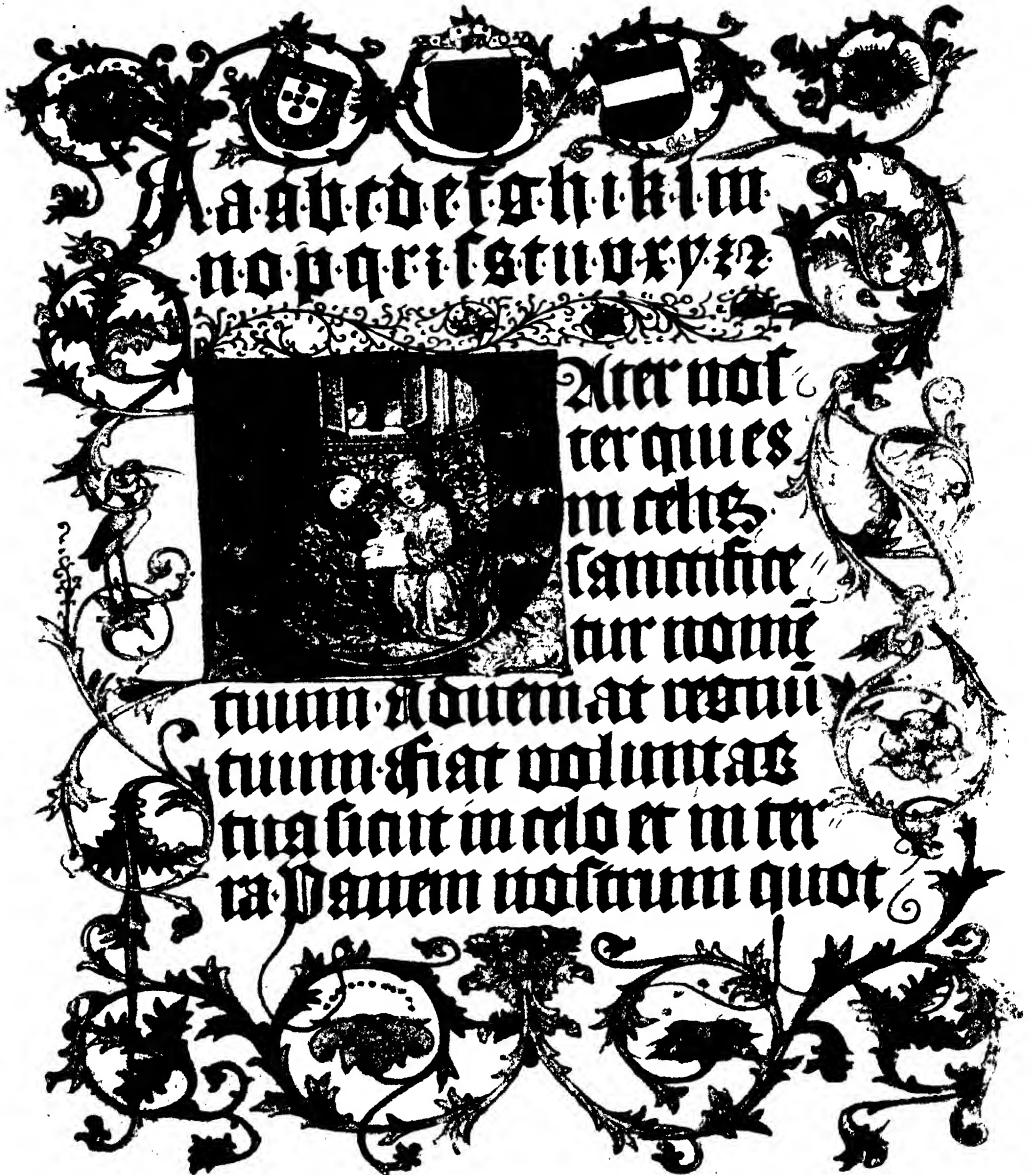 A·a·a·b·c·d·e·f·g·h·i·k·l·m
·n·o·p·q·r·ꝛ·ſ·s·t·u·v·x·y·z·ꝛ·
Ater noſ
ter qui es
in celis
ſanctifice
tur nomē
tuum·Adueniat regnū
tuum·fiat voluntas
tua ſicut in celo et in ter
ra·Panem noſtrum quot